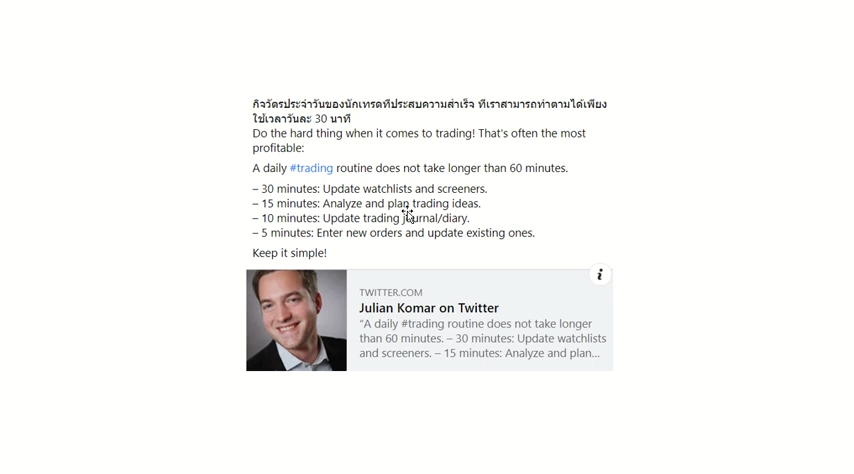 กิจวัตรประจำวันของนักเทรดที่ประสบความสำเร็จ ที่เราสามารถทำตามได้เพียง
ใช้เวลาวันละ 30 นาที
Do the hard thing when it comes to trading! That's often the most
profitable:
A daily #trading routine does not take longer than 60 minutes.
– 30 minutes: Update watchlists and screeners.
– 15 minutes: Analyze and plan trading ideas.
– 10 minutes: Update trading journal/diary.
– 5 minutes: Enter new orders and update existing ones.
Keep it simple!
TWITTER.COM
Julian Komar on Twitter
“A daily #trading routine does not take longer
than 60 minutes. – 30 minutes: Update watchlists
and screeners. – 15 minutes: Analyze and plan...